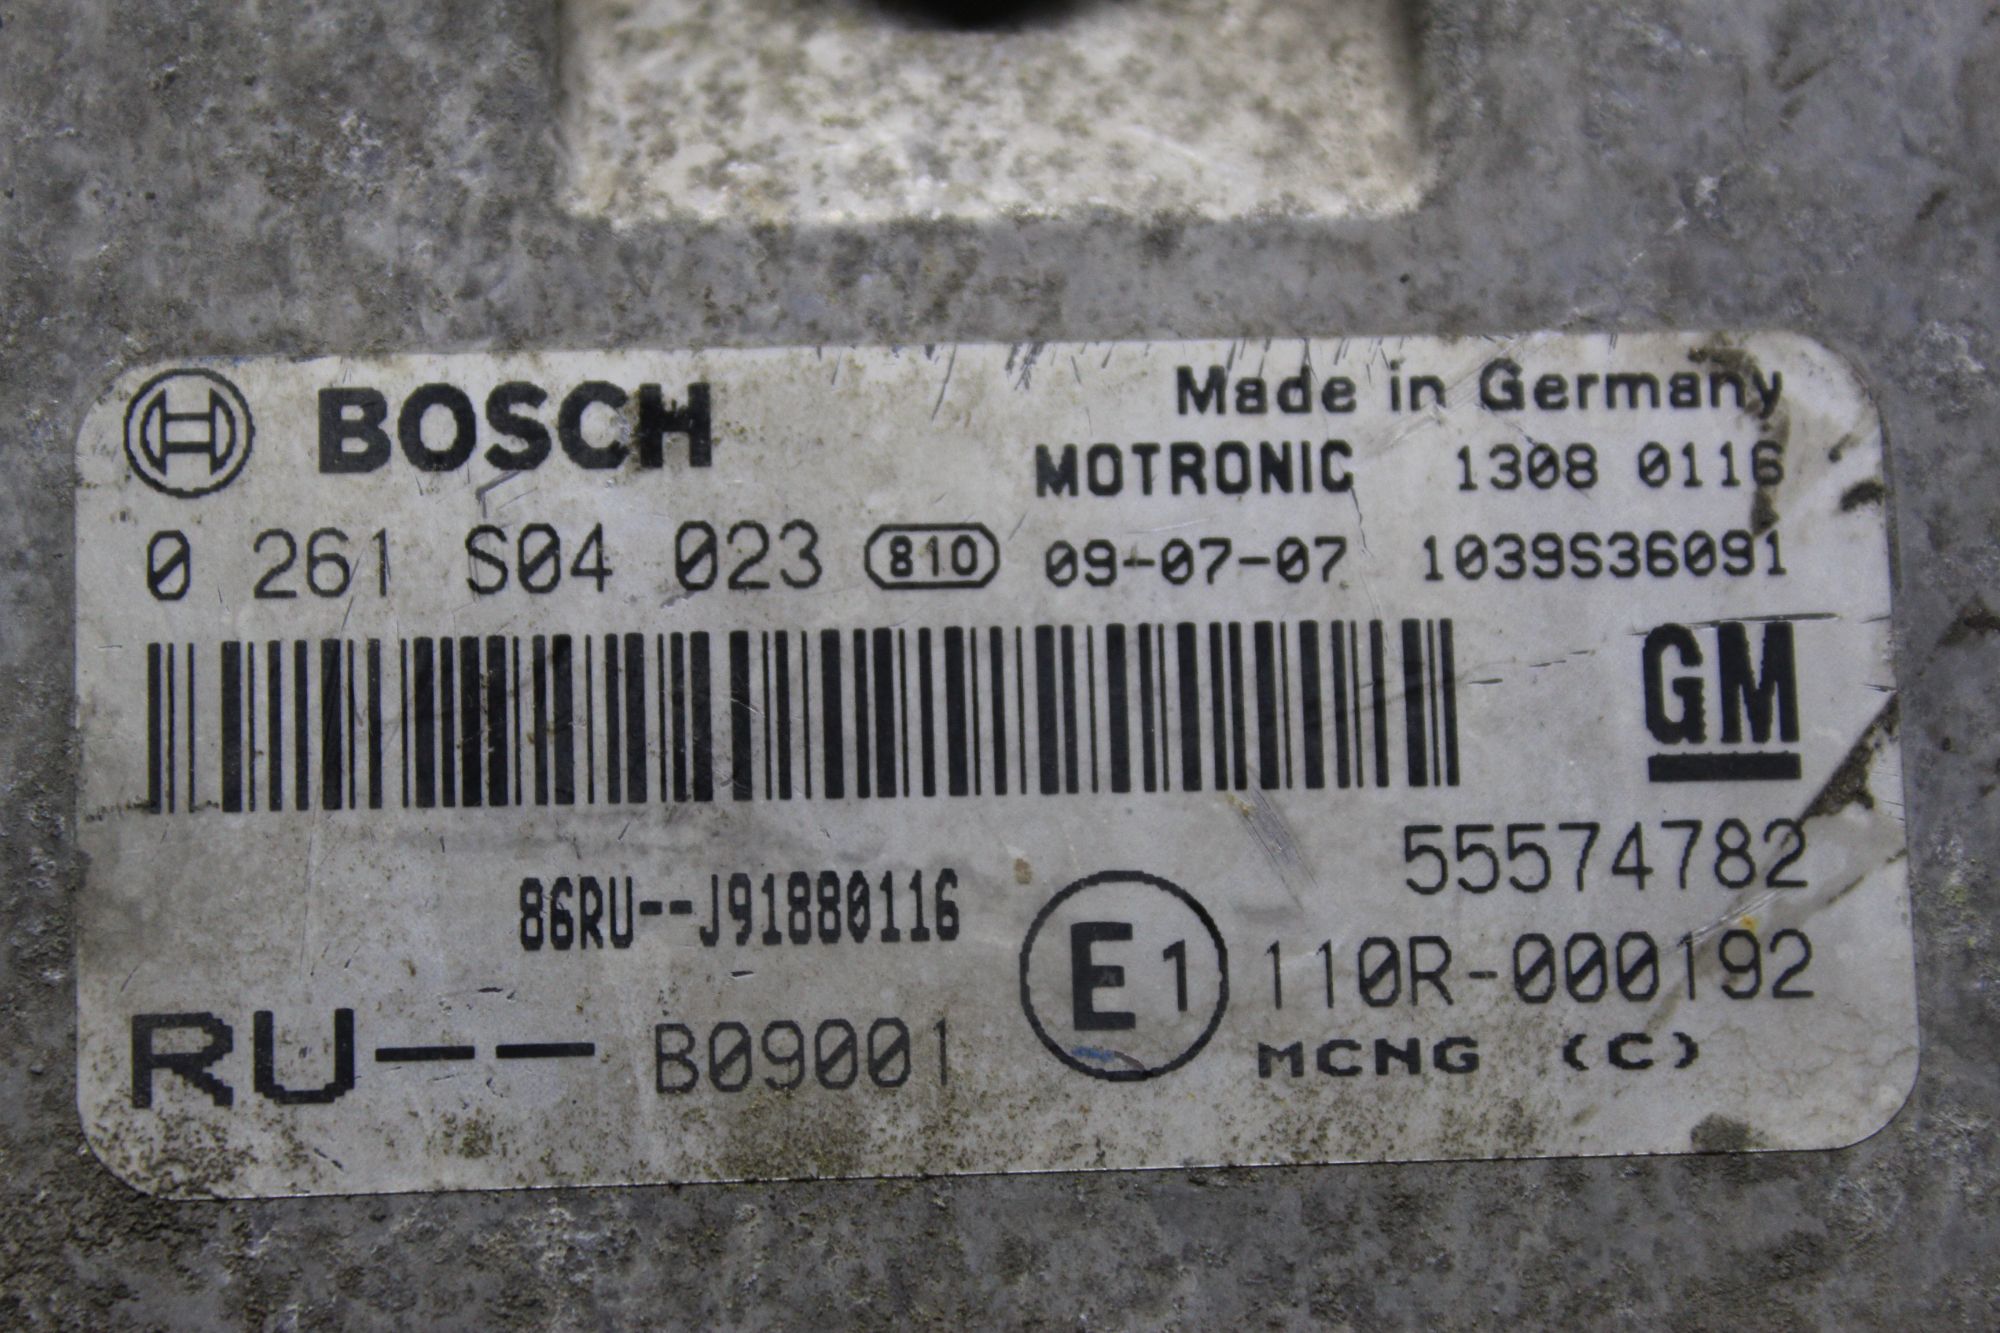 BOSCH Made in Germany
MOTRONIC 1308 0116
0 261 S04 023 810 09-07-07 1039S36091
GM
55574782
86RU--J91880116
E1 110R-000192
RU-- B09001 MCNG (C)